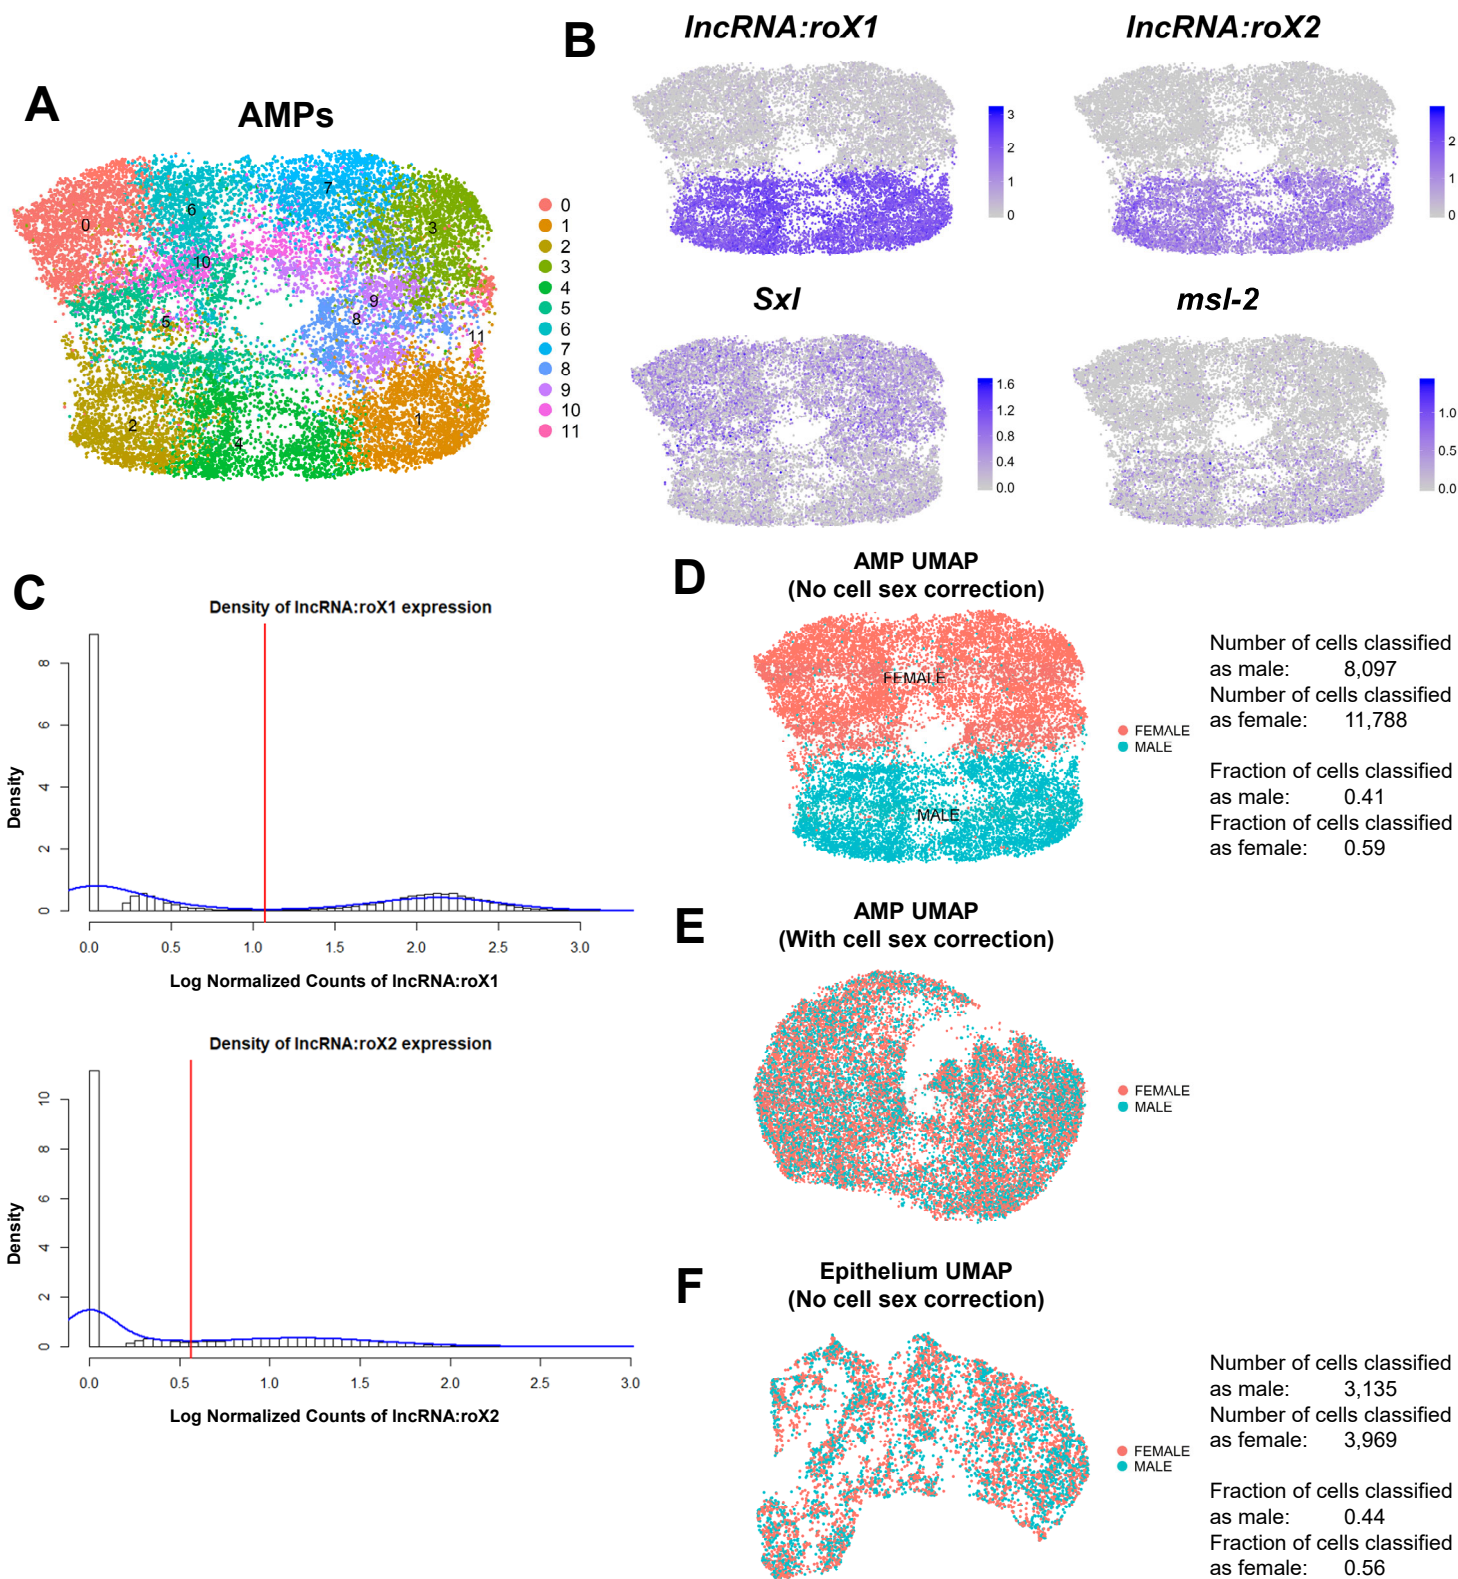 A
AMPs
0
6
7
3
10
9
5
8
11
2
4
1
0
1
2
3
4
5
6
7
8
9
10
11
B
lncRNA:roX1
3
2
1
0
lncRNA:roX2
2
1
0
Sxl
1.6
1.2
0.8
0.4
0.0
msl-2
1.0
0.5
0.0
C
Density of lncRNA:roX1 expression
Density
8
6
4
2
0
0.0 0.5 1.0 1.5 2.0 2.5 3.0
Log Normalized Counts of lncRNA:roX1
Density of lncRNA:roX2 expression
Density
10
8
6
4
2
0
0.0 0.5 1.0 1.5 2.0 2.5 3.0
Log Normalized Counts of lncRNA:roX2
D
AMP UMAP
(No cell sex correction)
FEMALE
MALE
FEMALE
MALE
Number of cells classified
as male: 8,097
Number of cells classified
as female: 11,788
Fraction of cells classified
as male: 0.41
Fraction of cells classified
as female: 0.59
E
AMP UMAP
(With cell sex correction)
FEMALE
MALE
F
Epithelium UMAP
(No cell sex correction)
FEMALE
MALE
Number of cells classified
as male: 3,135
Number of cells classified
as female: 3,969
Fraction of cells classified
as male: 0.44
Fraction of cells classified
as female: 0.56